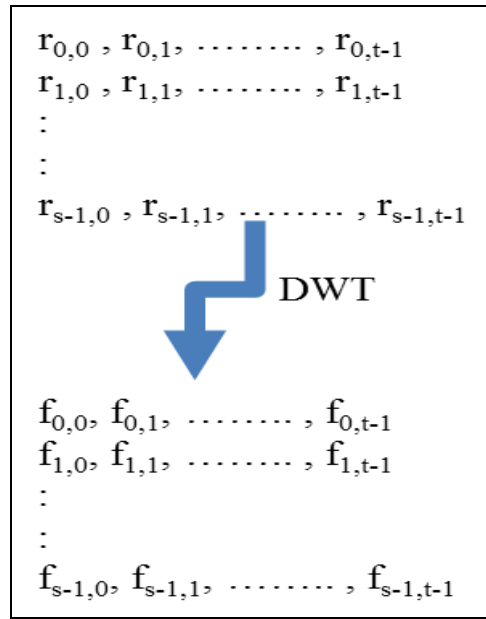 r0,0 , r0,1, ........ , r0,t-1
r1,0 , r1,1, ........ , r1,t-1
:
:
rs-1,0 , rs-1,1, ........ , rs-1,t-1
DWT
f0,0, f0,1, ........ , f0,t-1
f1,0, f1,1, ........ , f1,t-1
:
:
fs-1,0, fs-1,1, ........ , fs-1,t-1